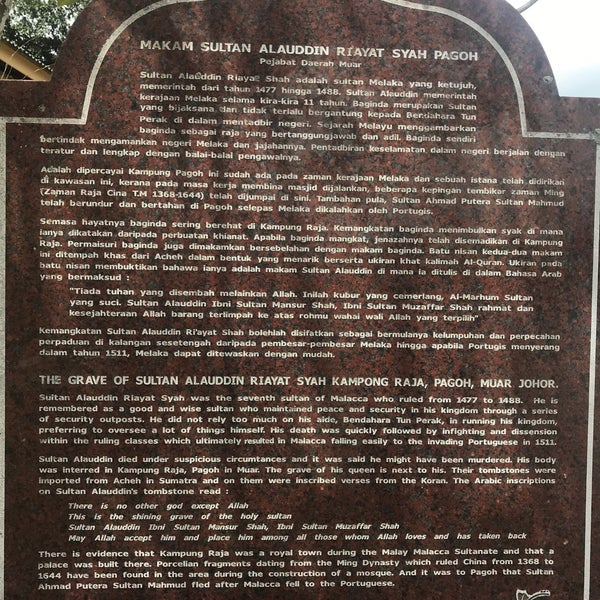 MAKAM SULTAN ALAUDDIN RIAYAT SYAH PAGOH
Pejabat Daerah Muar
Sultan Alauddin Riayat Shah adalah sultan Melaka yang ketujuh,
memerintah dari tahun 1477 hingga 1488. Sultan Alauddin memerintah
kerajaan Melaka selama kira-kira 11 tahun. Baginda merupakan Sultan
yang bijaksana dan tidak terlalu bergantung kepada Bendahara Tun
Perak di dalam mentadbir negeri. Sejarah Melayu menggambarkan
baginda sebagai raja yang bertanggungjawab dan adil. Baginda sendiri
bertindak mengamankan negeri Melaka dan jajahannya. Pentadbiran keselamatan dalam negeri berjalan dengan
teratur dan lengkap dengan balai-balai pengawalnya.
Adalah dipercayai Kampung Pagoh ini sudah ada pada zaman kerajaan Melaka dan sebuah istana telah didirikan
di kawasan ini, kerana pada masa kerja membina masjid dijalankan, beberapa kepingan tembikar zaman Ming
(Zaman Raja Cina T.M 1368-1644) telah dijumpai di sini. Tambahan pula, Sultan Ahmad Putera Sultan Mahmud
telah berundur dan bertahan di Pagoh selepas Melaka dikalahkan oleh Portugis.
Semasa hayatnya baginda sering berehat di Kampung Raja. Kemangkatan baginda menimbulkan syak di mana
ianya dikatakan daripada perbuatan khianat. Apabila baginda mangkat, jenazahnya telah disemadikan di Kampung
Raja. Permaisuri baginda juga dimakamkan bersebelahan dengan makam baginda. Batu nisan kedua-dua makam
ini ditempah khas dari Acheh dalam bentuk yang menarik berserta ukiran khat kalimah Al-Quran. Ukiran pada
batu nisan membuktikan bahawa ianya adalah makam Sultan Alauddin di mana la ditulis di dalam Bahasa Arab
yang bermaksud :
"Tiada tuhan yang disembah melainkan Allah. Inilah kubur yang cemerlang, Al-Marhum Sultan
yang suci. Sultan Alauddin Ibni Sultan Mansur Shah, Ibni Sultan Muzaffar Shah rahmat dan
kesejahteraan Allah barang terlimpah ke atas rohmu wahai wali Allah yang terpilih"
Kemangkatan Sultan Alauddin Ri'ayat Shah bolehlah disifatkan sebagai bermulanya kelumpuhan dan perpecahan
perpaduan di kalangan sesetengah daripada pembesar-pembesar Melaka hingga apabila Portugis menyerang
dalam tahun 1511, Melaka dapat ditewaskan dengan mudah.
THE GRAVE OF SULTAN ALAUDDIN RIAYAT SYAH KAMPONG RAJA, PAGOH, MUAR JOHOR.
Sultan Alauddin Riayat Syah was the seventh sultan of Malacca who ruled from 1477 to 1488. He is
remembered as a good and wise sultan who maintained peace and security in his kingdom through a series
of security outposts. He did not rely too much on his aide, Bendahara Tun Perak, in running his kingdom,
preferring to oversee a lot of things himself. His death was quickly followed by infighting and dissension
within the ruling classes which ultimately resulted in Malacca falling easily to the invading Portuguese in 1511.
Sultan Alauddin died under suspicious circumtances and it was said he might have been murdered. His body
was interred in Kampung Raja, Pagoh in Muar. The grave of his queen is next to his. Their tombstones were
imported from Acheh in Sumatra and on them were inscribed verses from the Koran. The Arabic inscriptions
on Sultan Alauddin's tombstone read :
There is no other god except Allah
This is the shining grave of the holy sultan
Sultan Alauddin Ibni Sultan Mansur Shah, Ibni Sultan Muzaffar Shah
May Allah accept him and place him among all those whom Allah loves and has taken back
There is evidence that Kampung Raja was a royal town during the Malay Malacca Sultanate and that a
palace was built there. Porcelain fragments dating from the Ming Dynasty which ruled China from 1368 to
1644 have been found in the area during the construction of a mosque. And it was to Pagoh that Sultan
Ahmad Putera Sultan Mahmud fled after Malacca fell to the Portuguese.